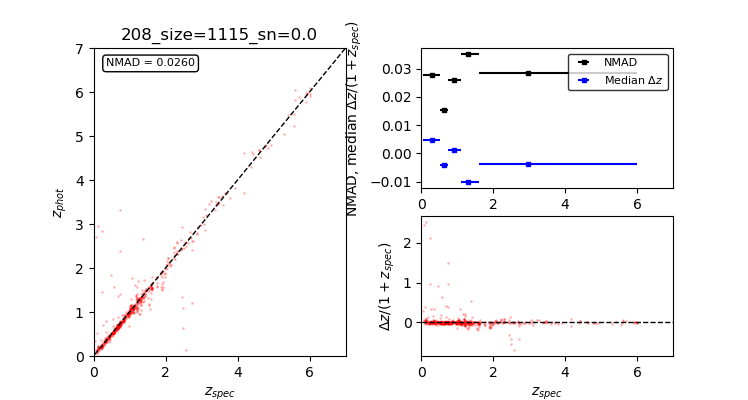 208_size=1115_sn=0.0
NMAD = 0.0260
7
6
5
4
3
2
1
0
z_phot
0 2 4 6
z_spec
NMAD, median Δz/(1 + z_spec)
NMAD
Median Δz
0.03
0.02
0.01
0.00
−0.01
0 2 4 6
Δz/(1 + z_spec)
2
1
0
0 2 4 6
z_spec